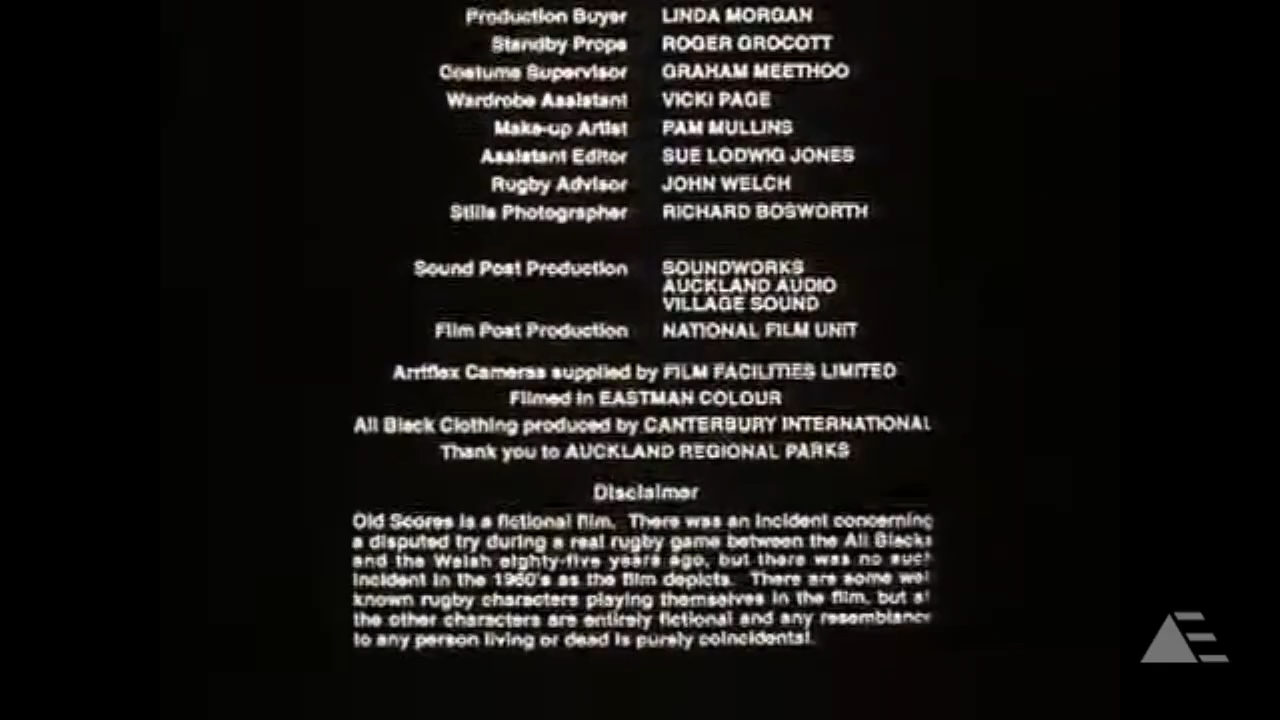 Production Buyer LINDA MORGAN
Standby Props ROGER GROCOTT
Costume Supervisor GRAHAM MEETHOO
Wardrobe Assistant VICKI PAGE
Make-up Artist PAM MULLINS
Assistant Editor SUE LODWIG JONES
Rugby Advisor JOHN WELCH
Stills Photographer RICHARD BOSWORTH
Sound Post Production SOUNDWORKS
AUCKLAND AUDIO
VILLAGE SOUND
Film Post Production NATIONAL FILM UNIT
Arriflex Cameras supplied by FILM FACILITIES LIMITED
Filmed in EASTMAN COLOUR
All Black Clothing produced by CANTERBURY INTERNATIONAL
Thank you to AUCKLAND REGIONAL PARKS
Disclaimer
Old Scores is a fictional film. There was an incident concerning
a disputed try during a real rugby game between the All Blacks
and the Welsh eighty-five years ago, but there was no such
incident in the 1960's as the film depicts. There are some wel
known rugby characters playing themselves in the film, but al
the other characters are entirely fictional and any resemblance
to any person living or dead is purely coincidental.